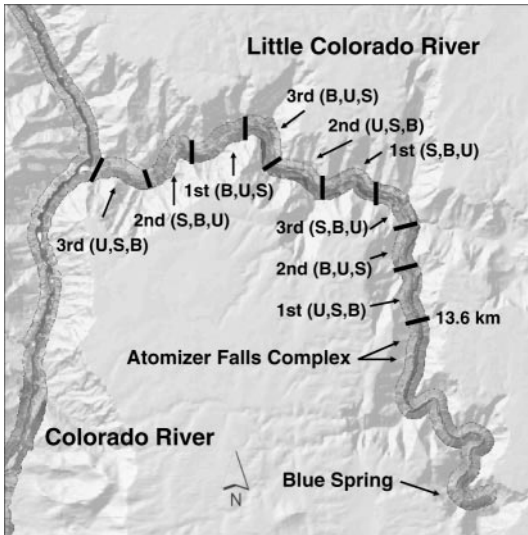 Little Colorado River
3rd (B,U,S)
2nd (U,S,B)
1st (S,B,U)
1st (B,U,S)
2nd (S,B,U)
3rd (U,S,B)
3rd (S,B,U)
2nd (B,U,S)
1st (U,S,B)
13.6 km
Atomizer Falls Complex
Colorado River
N
Blue Spring